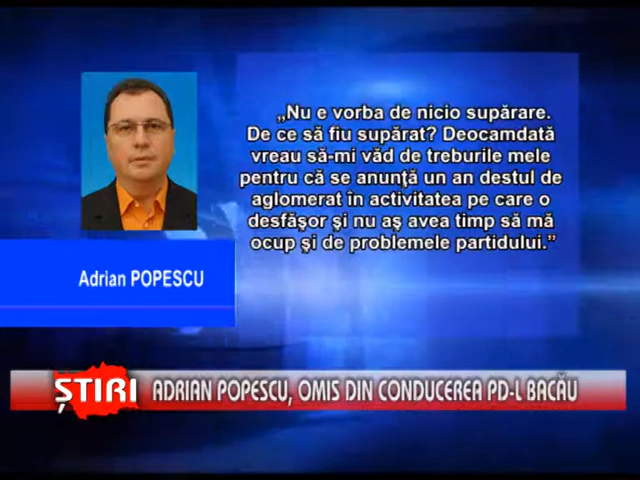 „Nu e vorba de nicio supărare.
De ce să fiu supărat? Deocamdată
vreau să-mi văd de treburile mele
pentru că se anunţă un an destul de
aglomerat in activitatea pe care o
desfăşor şi nu aş avea timp să mă
ocup şi de problemele partidului.”
Adrian POPESCU
ŞTIRI
ADRIAN POPESCU, OMIS DIN CONDUCEREA PD-L BACĂU